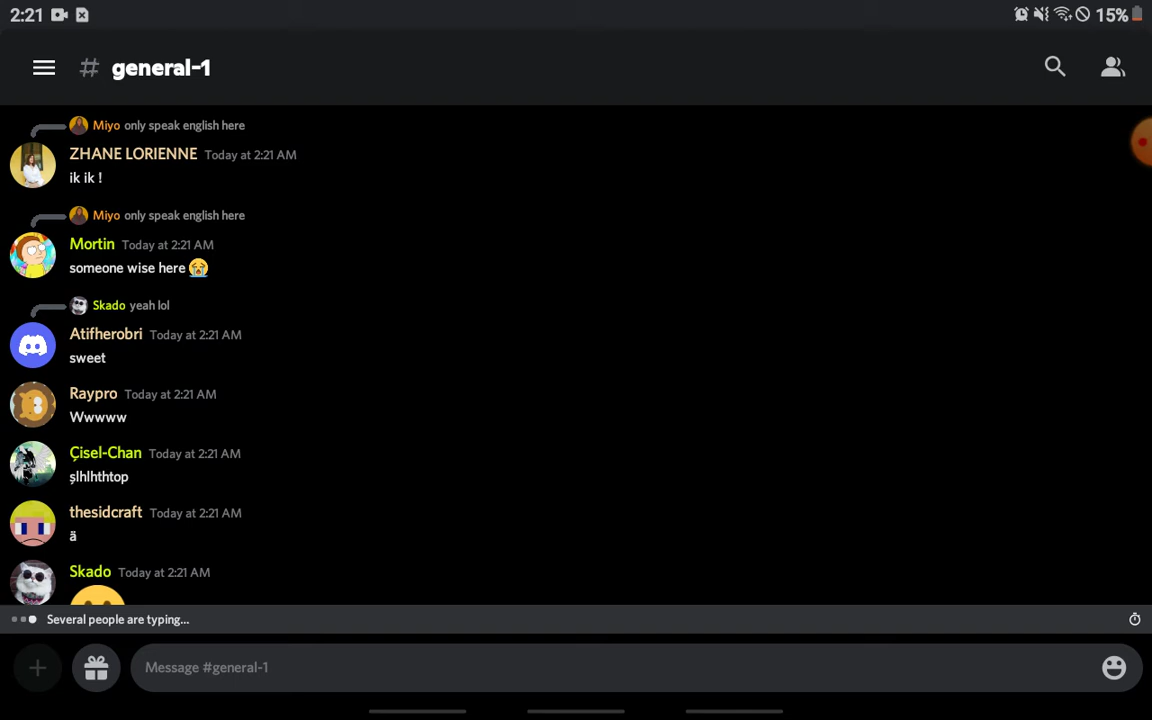 2:21
15%
# general-1
Miyo only speak english here
ZHANE LORIENNE Today at 2:21 AM
ik ik !
Miyo only speak english here
Mortin Today at 2:21 AM
someone wise here 😭
Skado yeah lol
Atifherobri Today at 2:21 AM
sweet
Raypro Today at 2:21 AM
Wwwww
Çisel-Chan Today at 2:21 AM
şlhlhthtop
thesidcraft Today at 2:21 AM
ä
Skado Today at 2:21 AM
Several people are typing...
Message #general-1